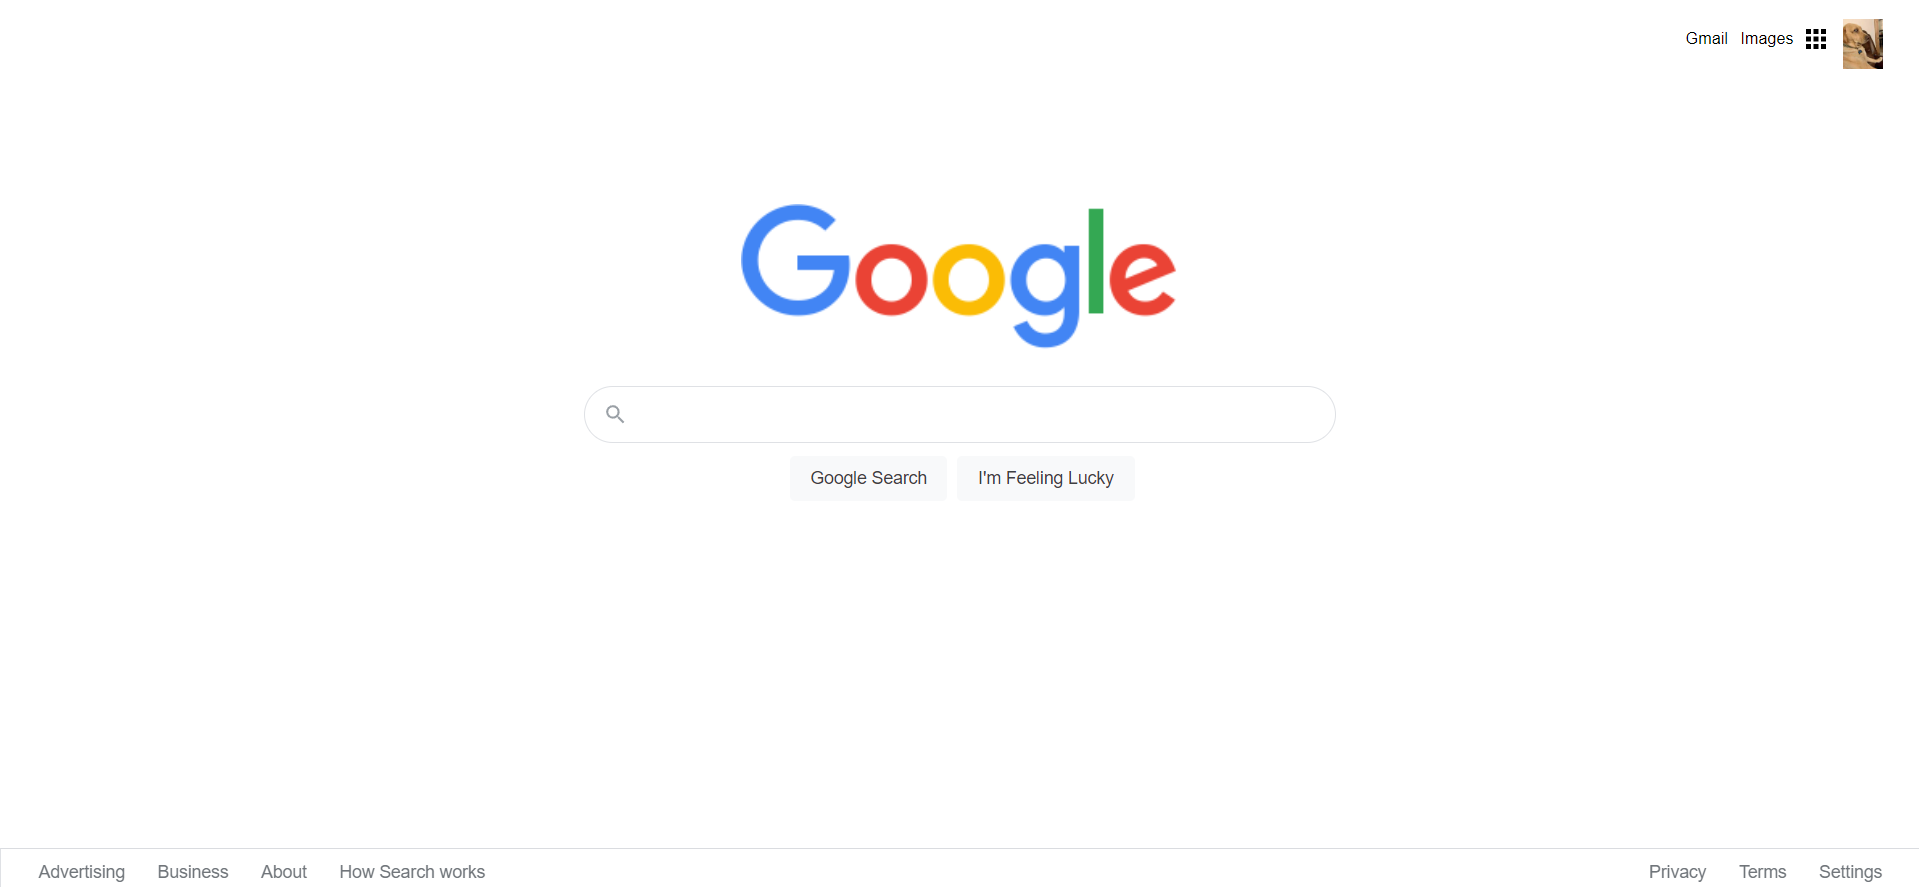 Gmail Images
Google
Google Search I'm Feeling Lucky
Advertising Business About How Search works Privacy Terms Settings